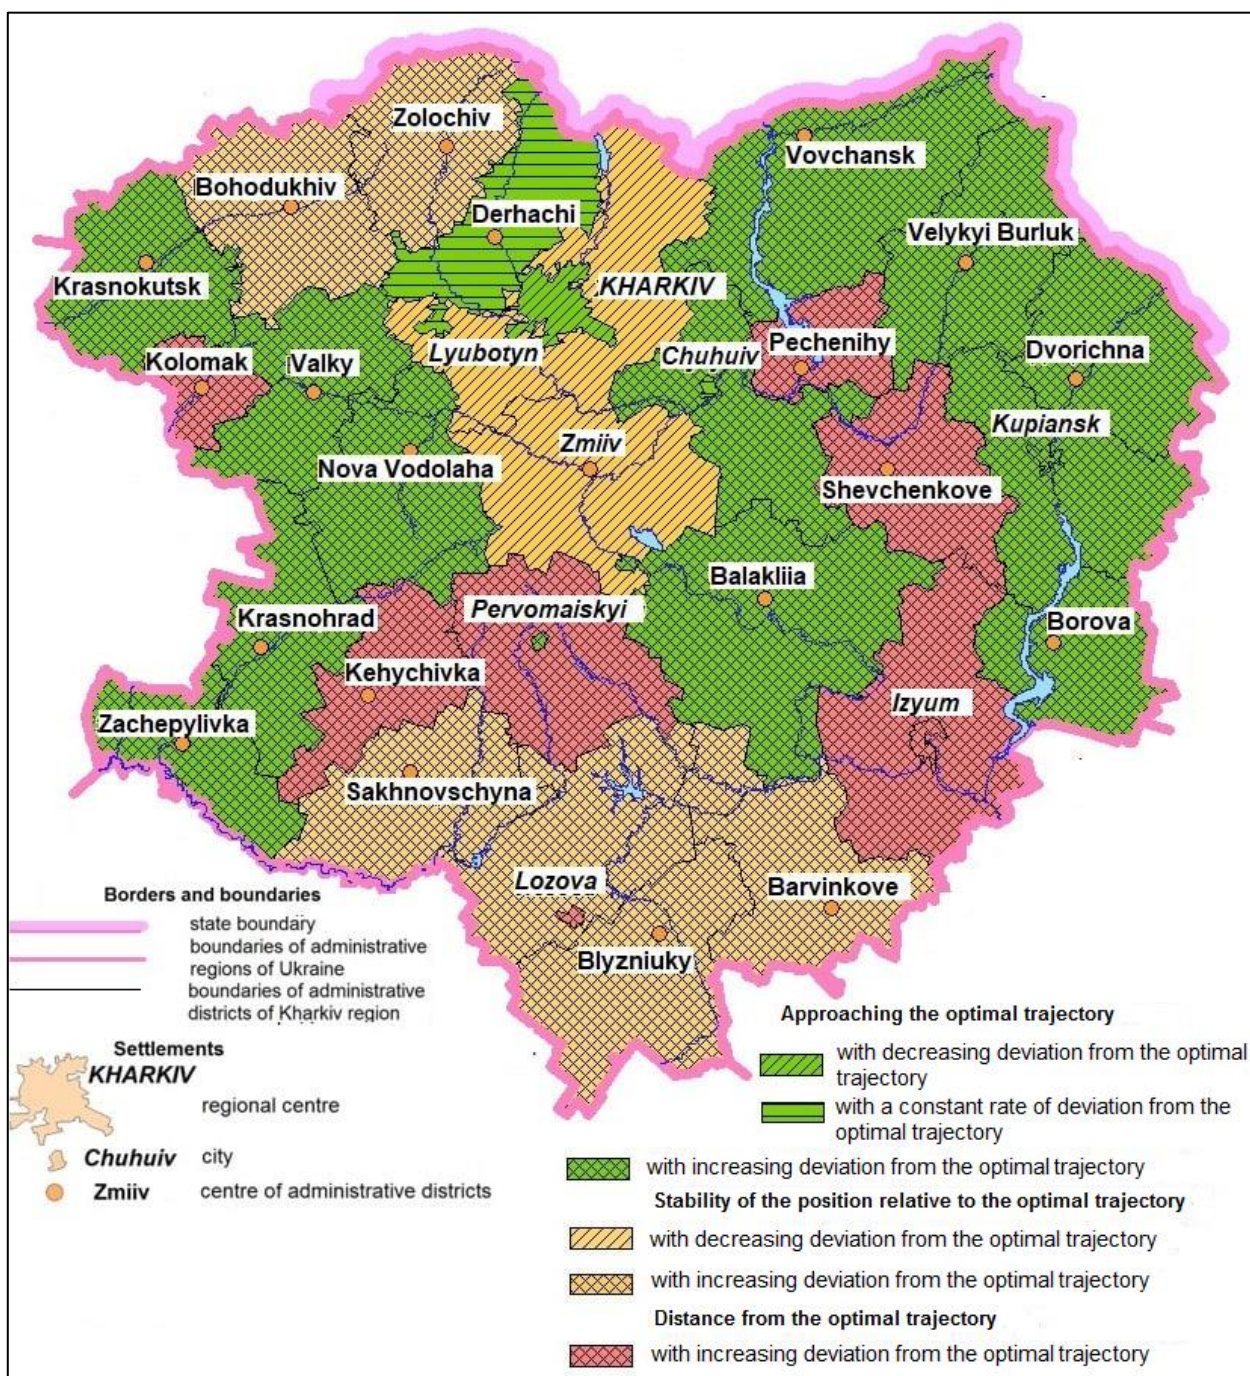 Zolochiv
Vovchansk
Bohodukhiv
Derhachi
Velykyi Burluk
Krasnokutsk
KHARKIV
Kolomak
Valky
Lyubotyn
Chuhuiv
Pechenihy
Dvorichna
Kupiansk
Nova Vodolaha
Zmiiv
Shevchenkove
Balakliia
Krasnohrad
Pervomaiskyi
Borova
Kehychivka
Izyum
Zachepylivka
Sakhnovschyna
Lozova
Barvinkove
Blyzniuky
Borders and boundaries
state boundary
boundaries of administrative
regions of Ukraine
boundaries of administrative
districts of Kharkiv region
Settlements
KHARKIV
regional centre
Chuhuiv city
Zmiiv centre of administrative districts
Approaching the optimal trajectory
with decreasing deviation from the optimal
trajectory
with a constant rate of deviation from the
optimal trajectory
with increasing deviation from the optimal trajectory
Stability of the position relative to the optimal trajectory
with decreasing deviation from the optimal trajectory
with increasing deviation from the optimal trajectory
Distance from the optimal trajectory
with increasing deviation from the optimal trajectory